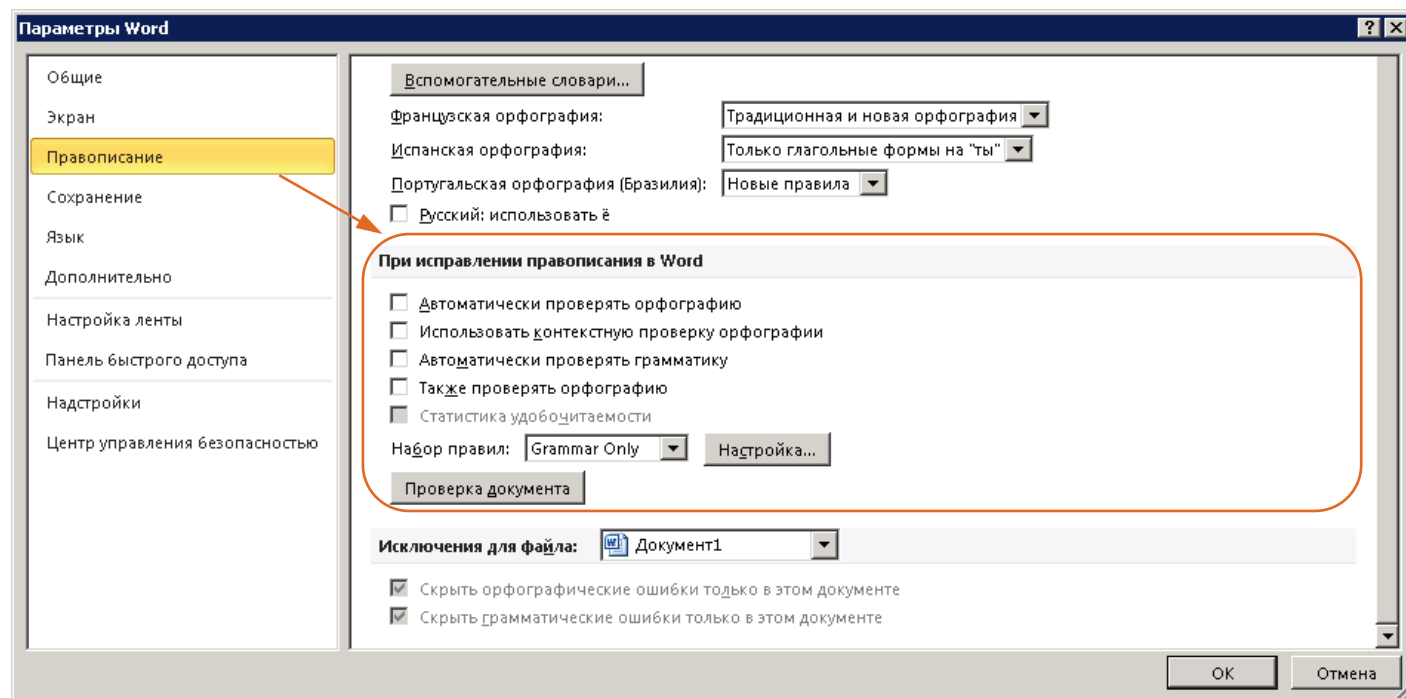 Параметры Word
Общие
Экран
Правописание
Сохранение
Язык
Дополнительно
Настройка ленты
Панель быстрого доступа
Надстройки
Центр управления безопасностью
Вспомогательные словари...
Французская орфография: Традиционная и новая орфография
Испанская орфография: Только глагольные формы на "ты"
Португальская орфография (Бразилия): Новые правила
Русский: использовать ё
При исправлении правописания в Word
Автоматически проверять орфографию
Использовать контекстную проверку орфографии
Автоматически проверять грамматику
Также проверять орфографию
Статистика удобочитаемости
Набор правил: Grammar Only Настройка...
Проверка документа
Исключения для файла: Документ1
Скрыть орфографические ошибки только в этом документе
Скрыть грамматические ошибки только в этом документе
ОК Отмена